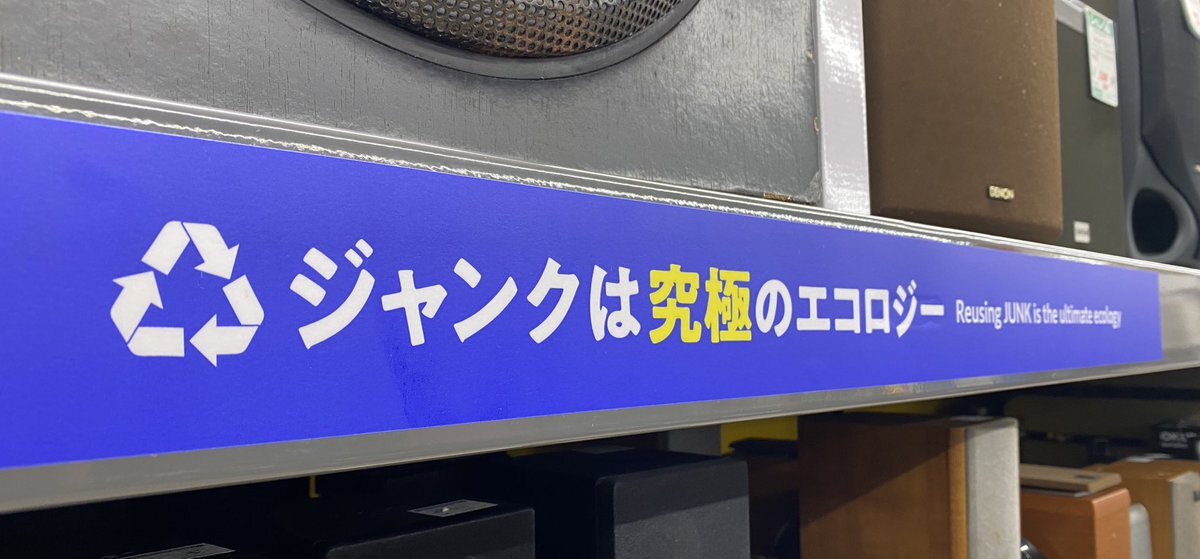 DENON
ジャンクは究極のエコロジー Reusing JUNK is the ultimate ecology